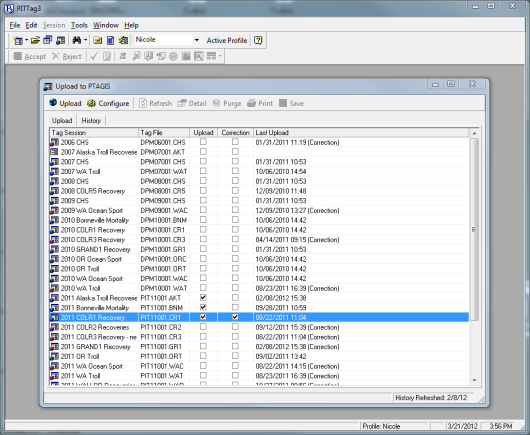 PITTag3
File Edit Session Tools Window Help
Nicole Active Profile
Accept Reject
Upload to PTAGIS
Upload Configure Refresh Detail Purge Print Save
Upload History
Tag Session Tag File Upload Correction Last Upload
2006 CHS DPM06001.CHS 01/31/2011 11:19 (Correction)
2007 Alaska Troll Recoverie DPM07001.AKT
2007 CHS DPM07001.CHS 01/31/2011 10:53
2007 WA Troll DPM07001.WAT 10/06/2010 14:54
2008 CHS DPM08001.CHS 01/31/2011 10:53
2008 COLR5 Recovery DPM08001.CR5 12/09/2010 11:48
2009 CHS DPM09001.CHS 01/31/2011 10:53
2009 WA Ocean Sport DPM09001.WAC 12/09/2010 13:27 (Correction)
2010 Bonneville Mortality DPM10001.BNM 10/06/2010 14:42
2010 COLR1 Recovery DPM10001.CR1 10/06/2010 14:42
2010 COLR3 Recovery DPM10001.CR3 04/14/2011 09:15 (Correction)
2010 GRAND1 Recovery DPM10001.GR1 01/31/2011 10:53
2010 OR Ocean Sport DPM10001.ORC 10/06/2010 14:42
2010 OR Troll DPM10001.ORT 10/06/2010 14:42
2010 WA Ocean Sport DPM10001.WAC 10/06/2010 14:42
2010 WA Troll DPM10001.WAT 08/23/2011 16:39 (Correction)
2011 Alaska Troll Recoverie PIT11001.AKT 02/08/2012 15:38
2011 Bonneville Mortality PIT11001.BNM 09/28/2011 10:59
2011 COLR1 Recovery PIT11001.CR1 08/22/2011 11:04
2011 COLR2 Recoveries PIT11001.CR2 09/12/2011 15:39 (Correction)
2011 COLR3 Recovery - ne PIT11001.CR3 08/22/2011 11:04 (Correction)
2011 GRAND1 Recovery PIT11001.GR1 02/08/2012 15:38 (Correction)
2011 OR Troll PIT11001.ORT 09/02/2011 13:42
2011 WA Ocean Sport PIT11001.WAC 08/22/2011 14:15 (Correction)
2011 WA Troll PIT11001.WAT 08/23/2011 16:39 (Correction)
History Refreshed: 2/8/12
Profile: Nicole 3/21/2012 3:56 PM